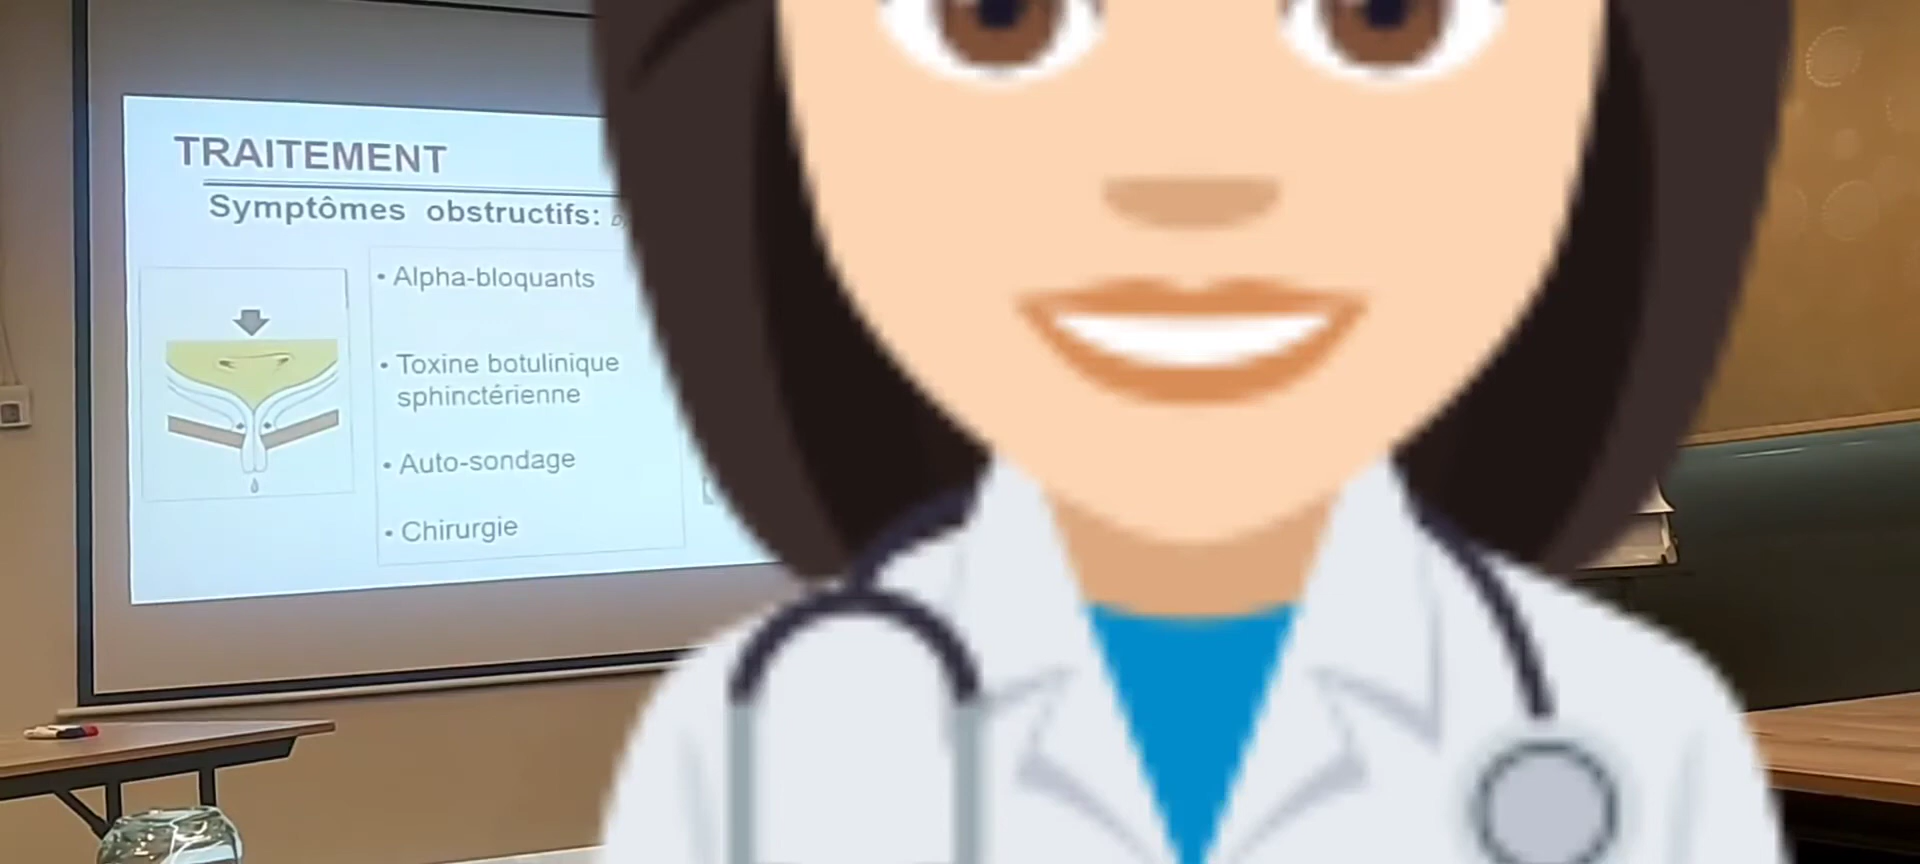 TRAITEMENT
Symptômes obstructifs:
• Alpha-bloquants
• Toxine botulinique
sphinctérienne
• Auto-sondage
• Chirurgie